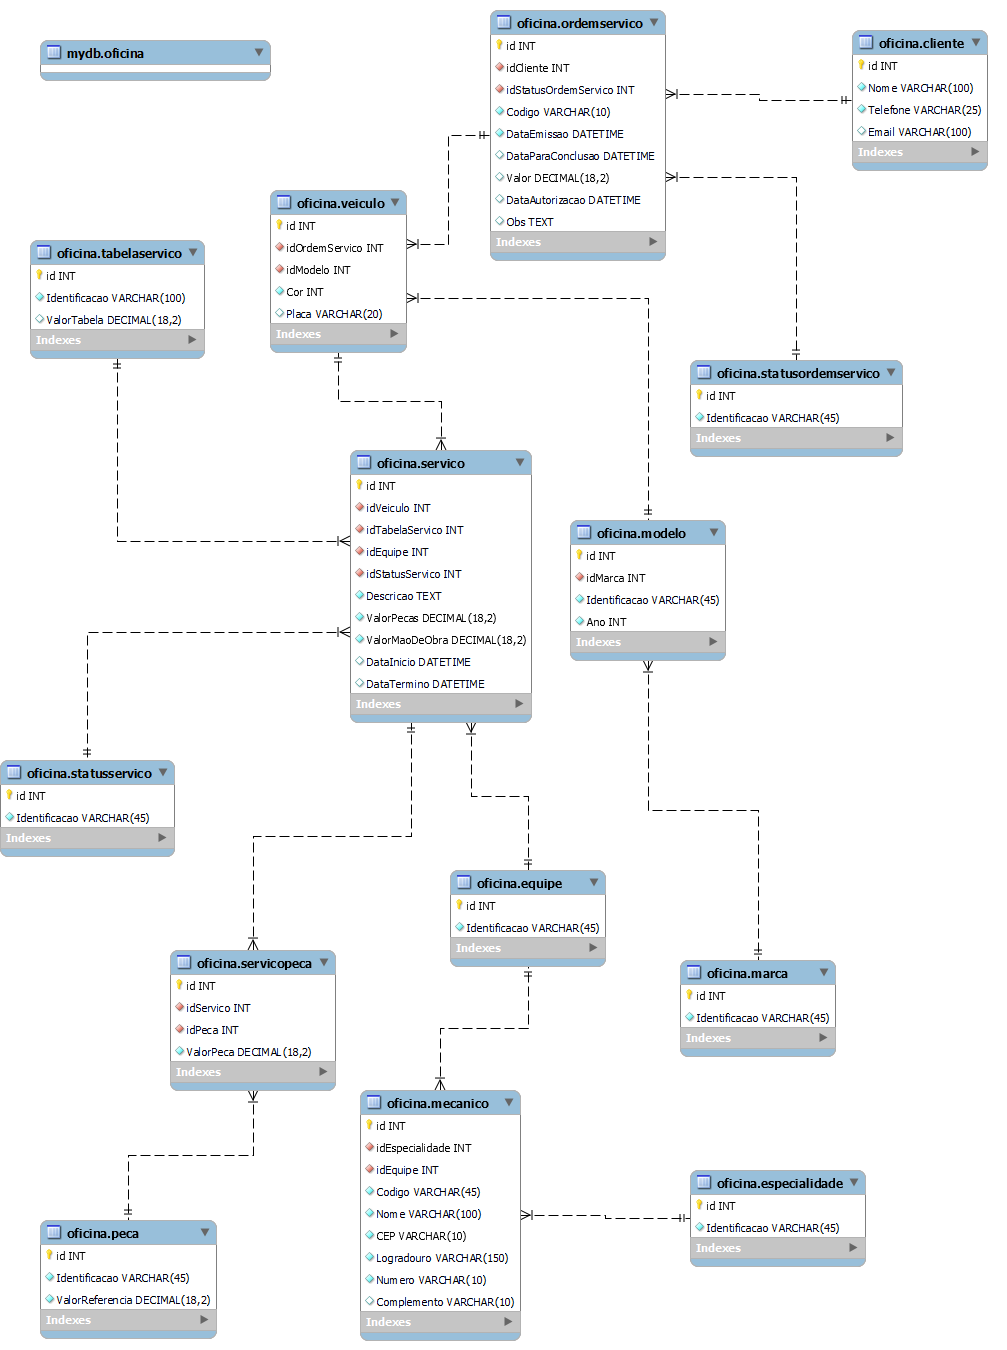 mydb.oficina
oficina.ordemservico
id INT
idCliente INT
idStatusOrdemServico INT
Codigo VARCHAR(10)
DataEmissao DATETIME
DataParaConclusao DATETIME
Valor DECIMAL(18,2)
DataAutorizacao DATETIME
Obs TEXT
Indexes
oficina.cliente
id INT
Nome VARCHAR(100)
Telefone VARCHAR(25)
Email VARCHAR(100)
Indexes
oficina.veiculo
id INT
idOrdemServico INT
idModelo INT
Cor INT
Placa VARCHAR(20)
Indexes
oficina.tabelaservico
id INT
Identificacao VARCHAR(100)
ValorTabela DECIMAL(18,2)
Indexes
oficina.statusordemservico
id INT
Identificacao VARCHAR(45)
Indexes
oficina.servico
id INT
idVeiculo INT
idTabelaServico INT
idEquipe INT
idStatusServico INT
Descricao TEXT
ValorPecas DECIMAL(18,2)
ValorMaoDeObra DECIMAL(18,2)
DataInicio DATETIME
DataTermino DATETIME
Indexes
oficina.modelo
id INT
idMarca INT
Identificacao VARCHAR(45)
Ano INT
Indexes
oficina.statusservico
id INT
Identificacao VARCHAR(45)
Indexes
oficina.equipe
id INT
Identificacao VARCHAR(45)
Indexes
oficina.servicopeca
id INT
idServico INT
idPeca INT
ValorPeca DECIMAL(18,2)
Indexes
oficina.marca
id INT
Identificacao VARCHAR(45)
Indexes
oficina.mecanico
id INT
idEspecialidade INT
idEquipe INT
Codigo VARCHAR(45)
Nome VARCHAR(100)
CEP VARCHAR(10)
Logradouro VARCHAR(150)
Numero VARCHAR(10)
Complemento VARCHAR(10)
Indexes
oficina.especialidade
id INT
Identificacao VARCHAR(45)
Indexes
oficina.peca
id INT
Identificacao VARCHAR(45)
ValorReferencia DECIMAL(18,2)
Indexes